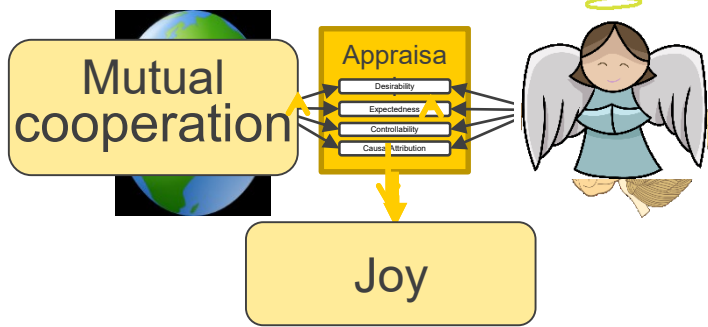 Mutual
cooperation
Appraisa
Desirability
Expectedness
Controllability
Causal Attribution
Joy